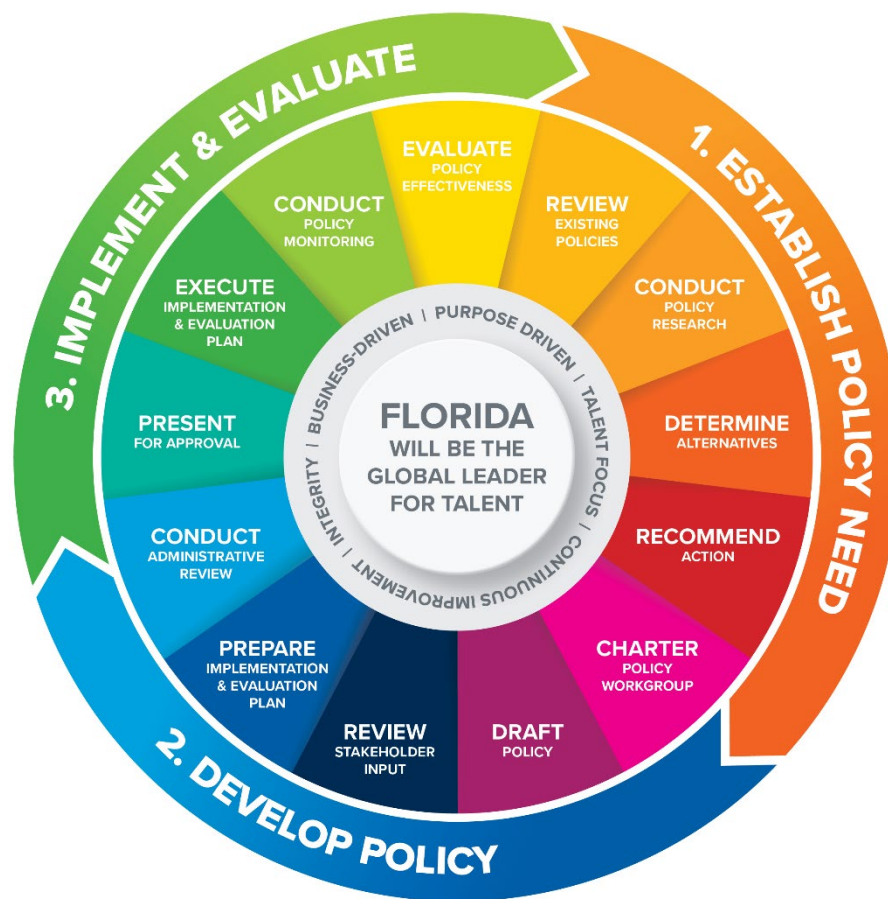 1. ESTABLISH POLICY NEED
2. DEVELOP POLICY
3. IMPLEMENT & EVALUATE
REVIEW
EXISTING
POLICIES
CONDUCT
POLICY
RESEARCH
DETERMINE
ALTERNATIVES
RECOMMEND
ACTION
CHARTER
POLICY
WORKGROUP
DRAFT
POLICY
REVIEW
STAKEHOLDER
INPUT
PREPARE
IMPLEMENTATION
& EVALUATION
PLAN
CONDUCT
ADMINISTRATIVE
REVIEW
PRESENT
FOR APPROVAL
EXECUTE
IMPLEMENTATION
& EVALUATION
PLAN
CONDUCT
POLICY
MONITORING
EVALUATE
POLICY
EFFECTIVENESS
BUSINESS-DRIVEN | PURPOSE DRIVEN | TALENT FOCUS | CONTINUOUS IMPROVEMENT | INTEGRITY |
FLORIDA
WILL BE THE
GLOBAL LEADER
FOR TALENT